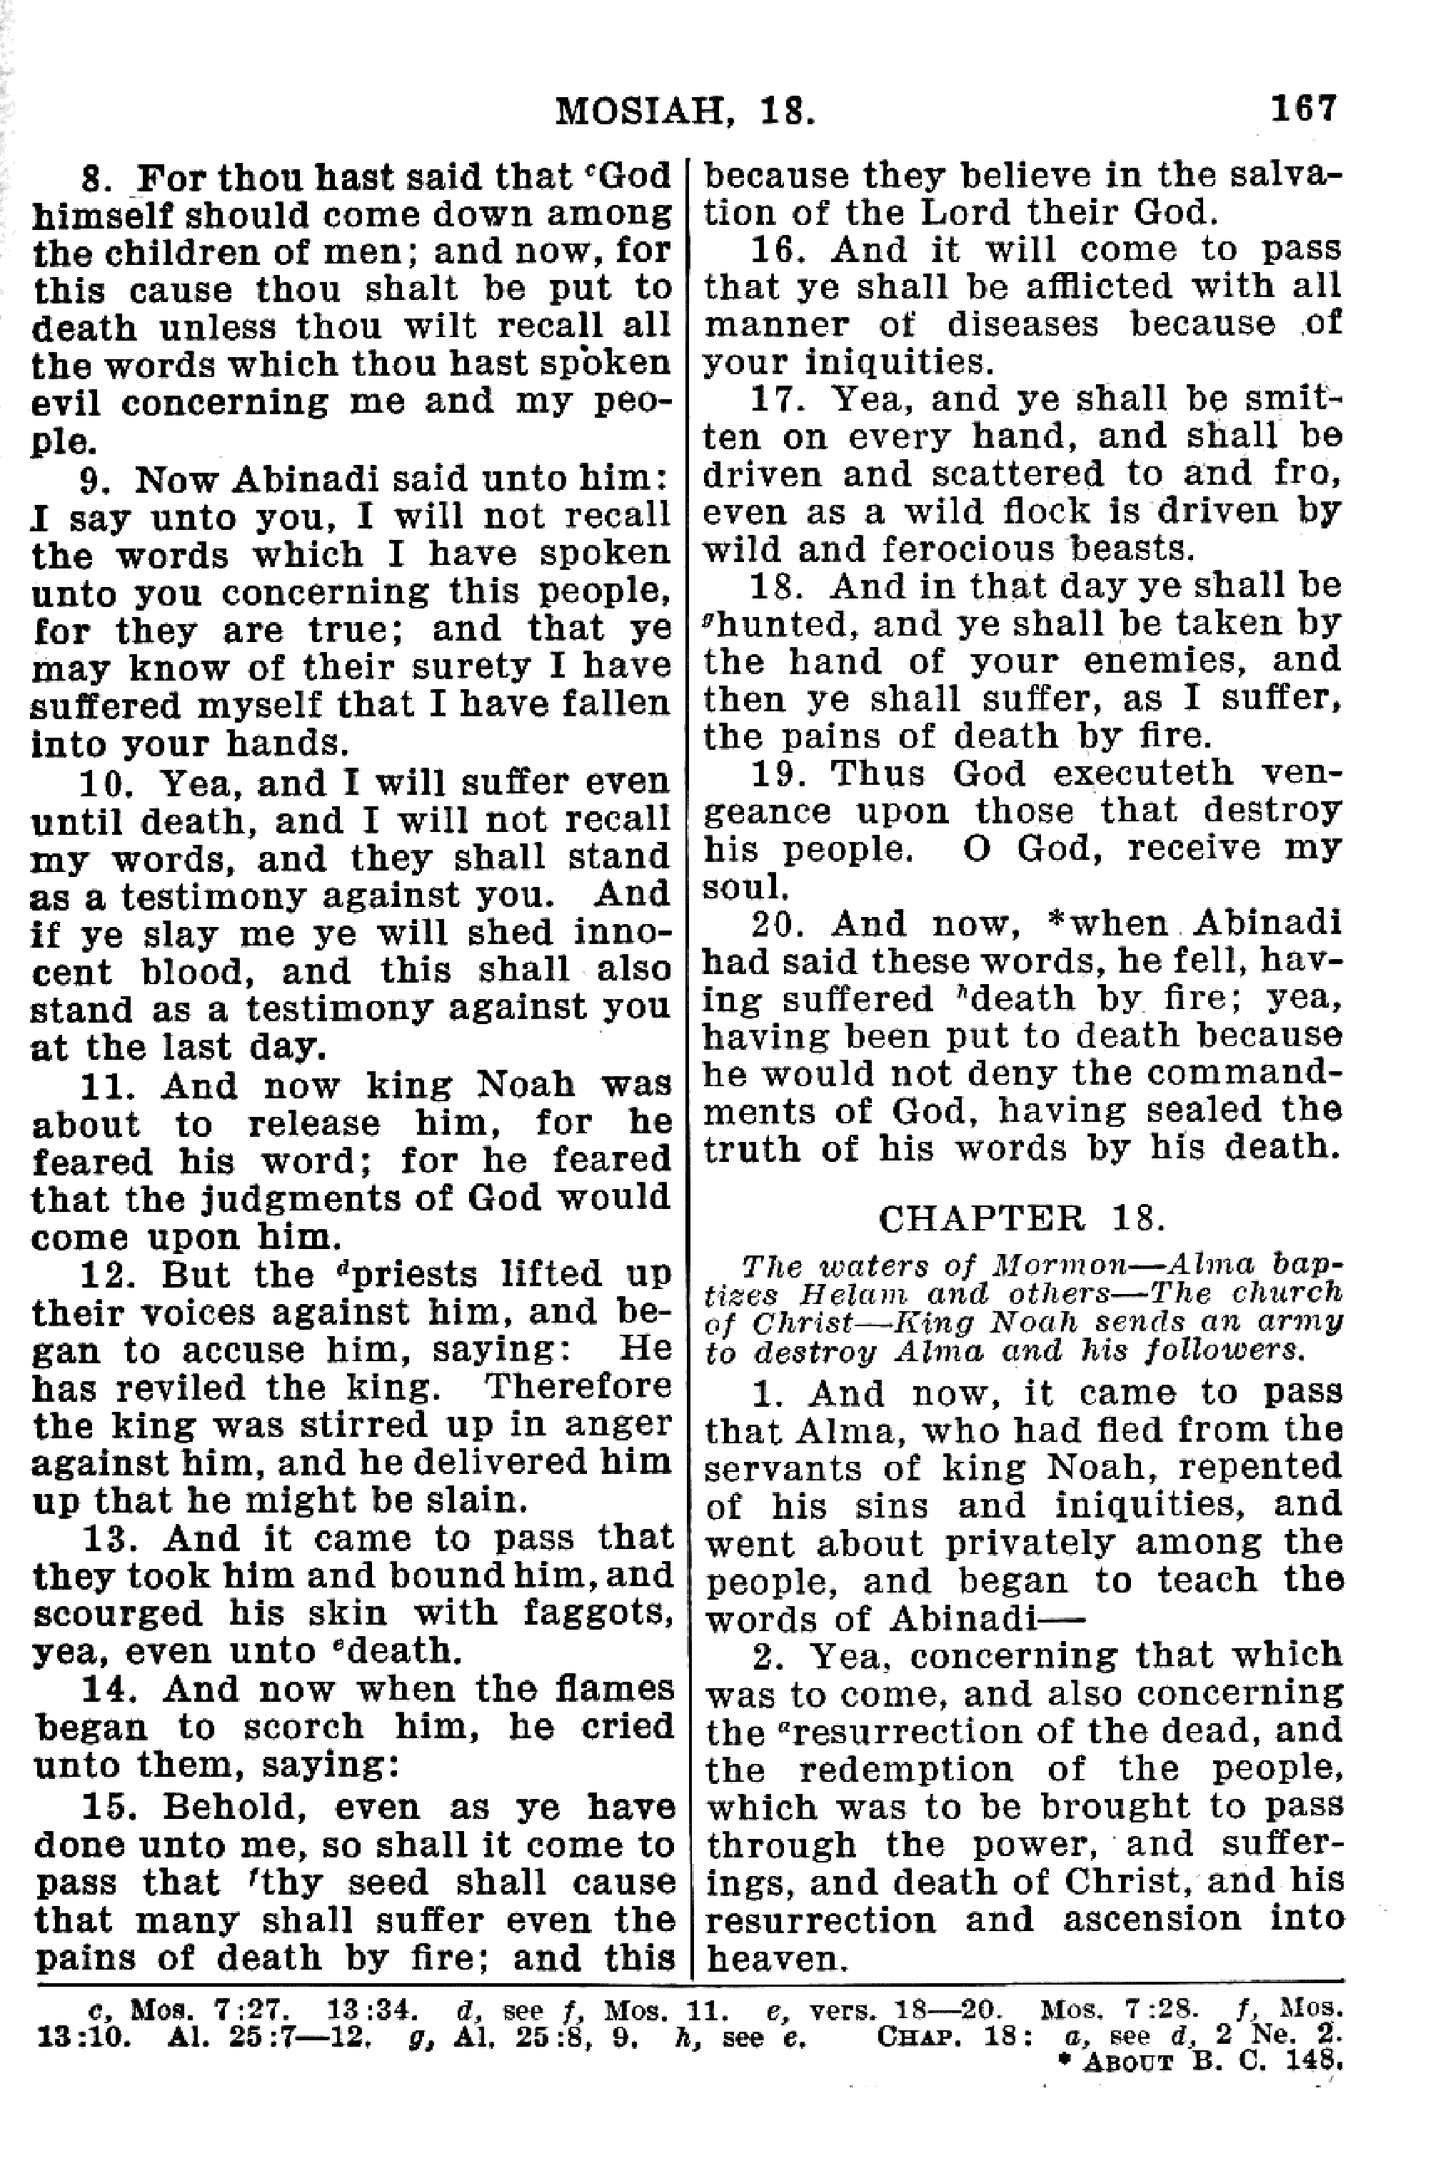 MOSIAH, 18.
167
8. For thou hast said that ᶜGod
himself should come down among
the children of men; and now, for
this cause thou shalt be put to
death unless thou wilt recall all
the words which thou hast spoken
evil concerning me and my peo-
ple.
9. Now Abinadi said unto him:
I say unto you, I will not recall
the words which I have spoken
unto you concerning this people,
for they are true; and that ye
may know of their surety I have
suffered myself that I have fallen
into your hands.
10. Yea, and I will suffer even
until death, and I will not recall
my words, and they shall stand
as a testimony against you. And
if ye slay me ye will shed inno-
cent blood, and this shall also
stand as a testimony against you
at the last day.
11. And now king Noah was
about to release him, for he
feared his word; for he feared
that the judgments of God would
come upon him.
12. But the ᵈpriests lifted up
their voices against him, and be-
gan to accuse him, saying: He
has reviled the king. Therefore
the king was stirred up in anger
against him, and he delivered him
up that he might be slain.
13. And it came to pass that
they took him and bound him, and
scourged his skin with faggots,
yea, even unto ᵉdeath.
14. And now when the flames
began to scorch him, he cried
unto them, saying:
15. Behold, even as ye have
done unto me, so shall it come to
pass that ᶠthy seed shall cause
that many shall suffer even the
pains of death by fire; and this
because they believe in the salva-
tion of the Lord their God.
16. And it will come to pass
that ye shall be afflicted with all
manner of diseases because of
your iniquities.
17. Yea, and ye shall be smit-
ten on every hand, and shall be
driven and scattered to and fro,
even as a wild flock is driven by
wild and ferocious beasts.
18. And in that day ye shall be
ᵍhunted, and ye shall be taken by
the hand of your enemies, and
then ye shall suffer, as I suffer,
the pains of death by fire.
19. Thus God executeth ven-
geance upon those that destroy
his people. O God, receive my
soul.
20. And now, *when Abinadi
had said these words, he fell, hav-
ing suffered ʰdeath by fire; yea,
having been put to death because
he would not deny the command-
ments of God, having sealed the
truth of his words by his death.
CHAPTER 18.
The waters of Mormon—Alma bap-
tizes Helam and others—The church
of Christ—King Noah sends an army
to destroy Alma and his followers.
1. And now, it came to pass
that Alma, who had fled from the
servants of king Noah, repented
of his sins and iniquities, and
went about privately among the
people, and began to teach the
words of Abinadi—
2. Yea, concerning that which
was to come, and also concerning
the ᵃresurrection of the dead, and
the redemption of the people,
which was to be brought to pass
through the power, and suffer-
ings, and death of Christ, and his
resurrection and ascension into
heaven.
c, Mos. 7:27. 13:34. d, see f, Mos. 11. e, vers. 18—20. Mos. 7:28. f, Mos.
13:10. Al. 25:7—12. g, Al. 25:8, 9. h, see e. CHAP. 18: a, see d, 2 Ne. 2.
* ABOUT B. C. 148.